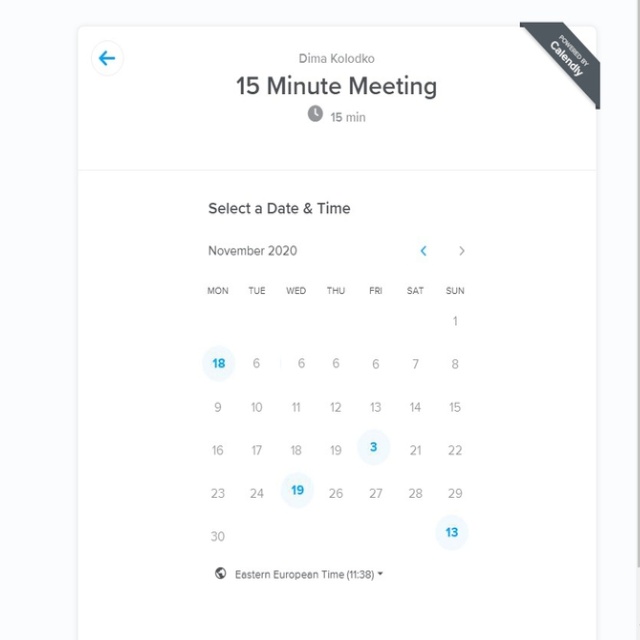 POWERED BY
Calendly
Dima Kolodko
15 Minute Meeting
15 min
Select a Date & Time
November 2020
MON TUE WED THU FRI SAT SUN
1
18 6 6 6 6 7 8
9 10 11 12 13 14 15
16 17 18 19 3 21 22
23 24 19 26 27 28 29
30 13
Eastern European Time (11:38)